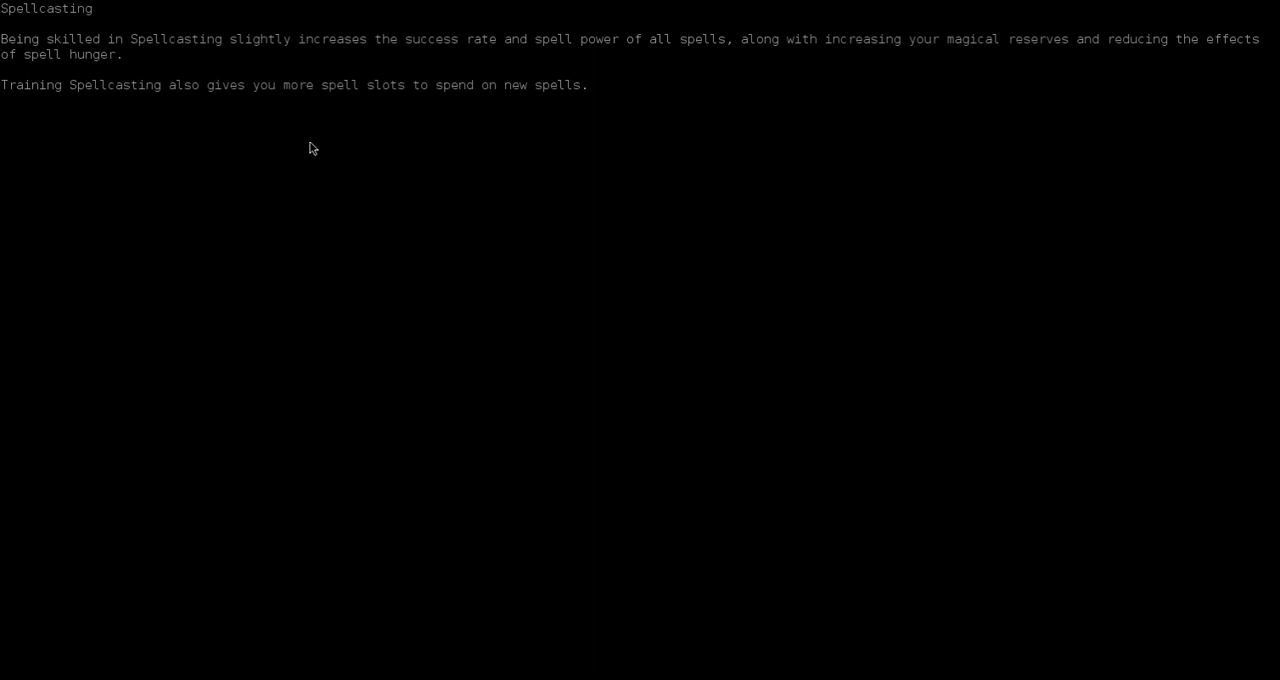 Spellcasting
Being skilled in Spellcasting slightly increases the success rate and spell power of all spells, along with increasing your magical reserves and reducing the effects
of spell hunger.
Training Spellcasting also gives you more spell slots to spend on new spells.